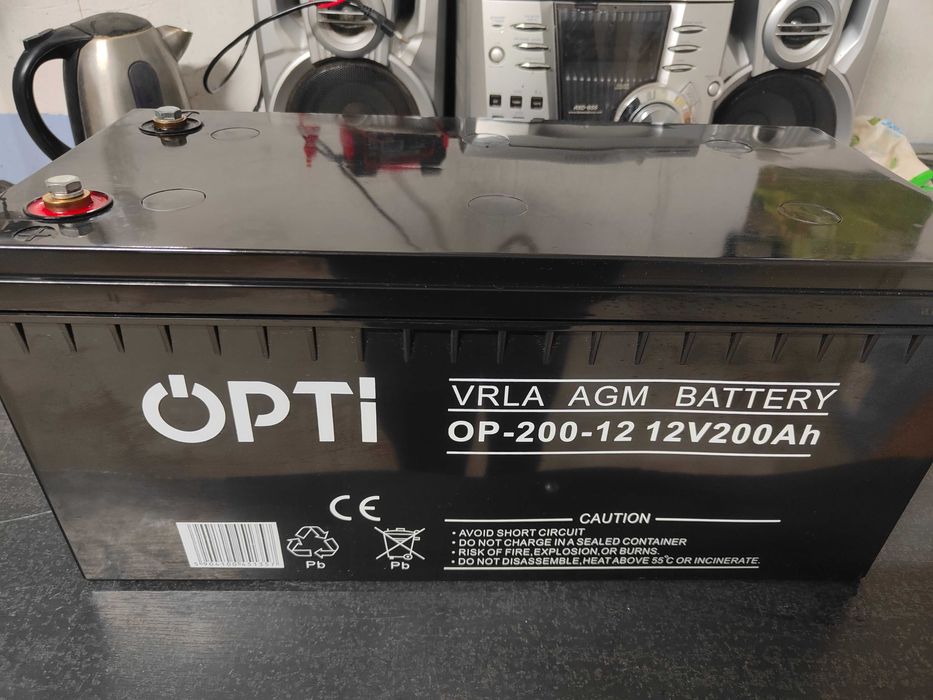 +
ÖPTi
VRLA AGM BATTERY
OP-200-12 12V200Ah
CE
CAUTION
• AVOID SHORT CIRCUIT
• DO NOT CHARGE IN A SEALED CONTAINER
• RISK OF FIRE,EXPLOSION,OR BURNS.
• DO NOT DISASSEMBLE,HEAT ABOVE 55°C OR INCINERATE.
Pb
Pb